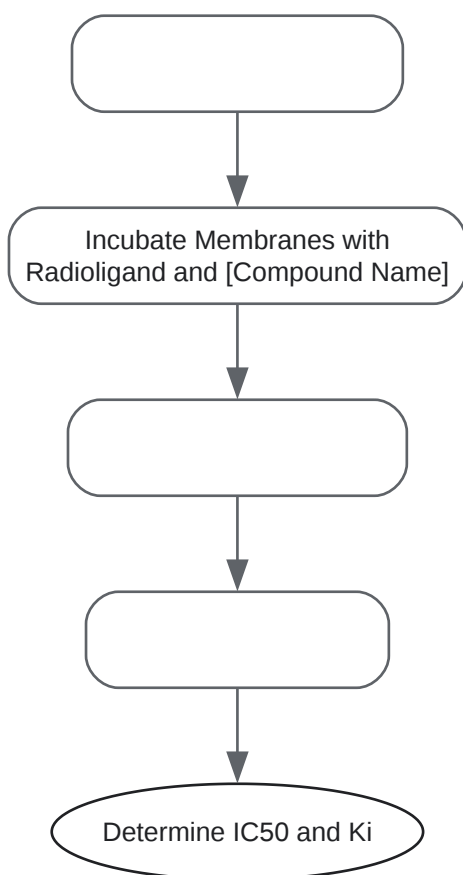 Incubate Membranes with
Radioligand and [Compound Name]
Determine IC50 and Ki